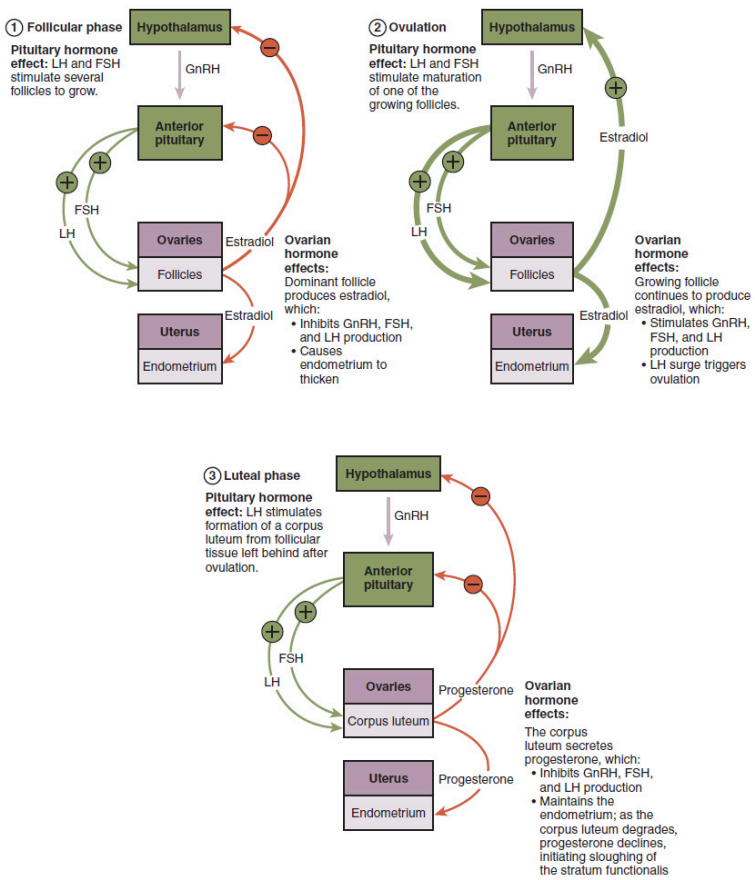 1 Follicular phase
Pituitary hormone
effect: LH and FSH
stimulate several
follicles to grow.
Hypothalamus
GnRH
−
Anterior
pituitary
−
+
+
FSH
LH
Ovaries
Follicles
Estradiol
Estradiol
Uterus
Endometrium
Ovarian
hormone
effects:
Dominant follicle
produces estradiol,
which:
• Inhibits GnRH, FSH,
and LH production
• Causes
endometrium to
thicken
2 Ovulation
Pituitary hormone
effect: LH and FSH
stimulate maturation
of one of the
growing follicles.
Hypothalamus
GnRH
+
Estradiol
Anterior
pituitary
+
+
FSH
LH
Ovaries
Follicles
Estradiol
Uterus
Endometrium
Ovarian
hormone
effects:
Growing follicle
continues to produce
estradiol, which:
• Stimulates GnRH,
FSH, and LH
production
• LH surge triggers
ovulation
3 Luteal phase
Pituitary hormone
effect: LH stimulates
formation of a corpus
luteum from follicular
tissue left behind after
ovulation.
Hypothalamus
GnRH
−
Anterior
pituitary
−
+
+
FSH
LH
Ovaries
Corpus luteum
Progesterone
Progesterone
Uterus
Endometrium
Ovarian
hormone
effects:
The corpus
luteum secretes
progesterone, which:
• Inhibits GnRH, FSH,
and LH production
• Maintains the
endometrium; as the
corpus luteum degrades,
progesterone declines,
initiating sloughing of
the stratum functionalis